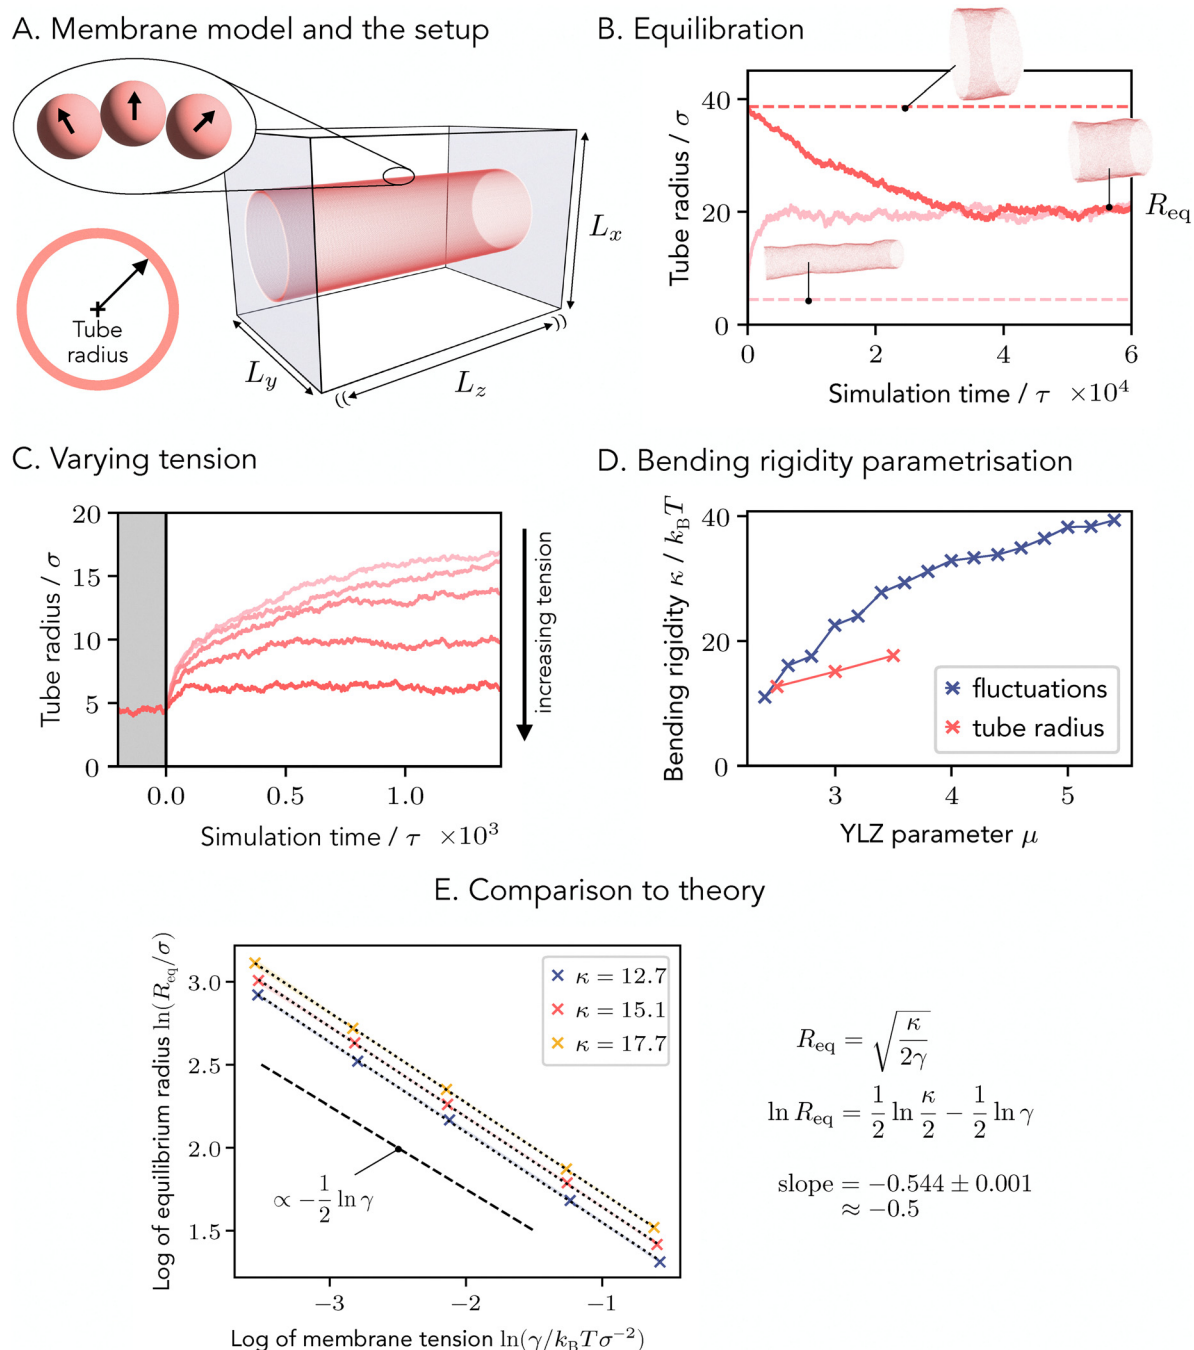 A. Membrane model and the setup
Tube
radius
L_x
L_y
L_z
B. Equilibration
Tube radius / σ
40
20
0
0 2 4 6
Simulation time / τ ×10⁴
R_eq
C. Varying tension
Tube radius / σ
20
15
10
5
0
0.0 0.5 1.0
Simulation time / τ ×10³
increasing tension
D. Bending rigidity parametrisation
Bending rigidity κ / k_BT
40
20
0
3 4 5
YLZ parameter μ
fluctuations
tube radius
E. Comparison to theory
Log of equilibrium radius ln(R_eq/σ)
3.0
2.5
2.0
1.5
−3 −2 −1
Log of membrane tension ln(γ/k_BTσ⁻²)
κ = 12.7
κ = 15.1
κ = 17.7
∝ −1/2 ln γ
R_eq = √(κ/2γ)
ln R_eq = 1/2 ln κ/2 − 1/2 ln γ
slope = −0.544 ± 0.001
≈ −0.5